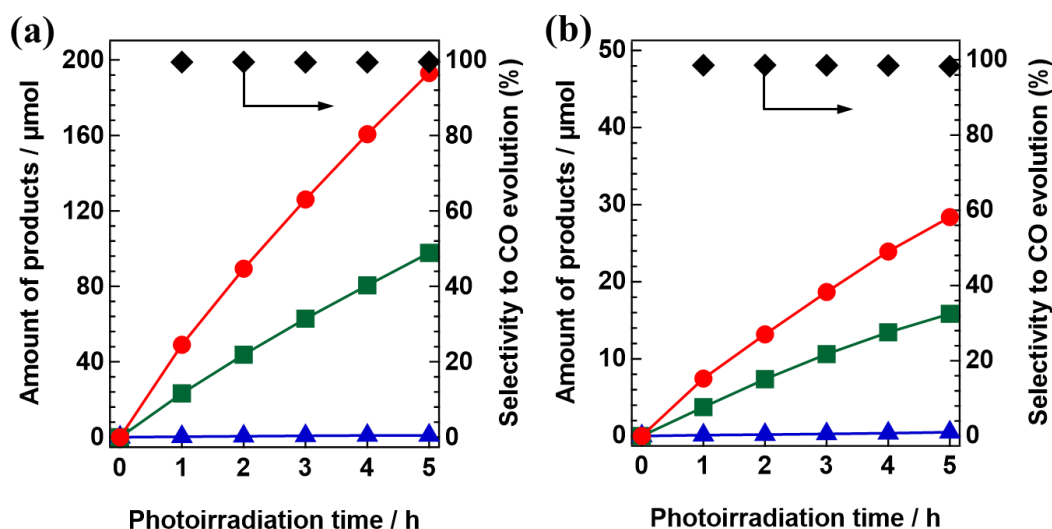 (a)
Amount of products / µmol
200
160
120
80
40
0
100
80
60
40
20
0
Selectivity to CO evolution (%)
0 1 2 3 4 5
Photoirradiation time / h
(b)
Amount of products / µmol
50
40
30
20
10
0
100
80
60
40
20
0
Selectivity to CO evolution (%)
0 1 2 3 4 5
Photoirradiation time / h